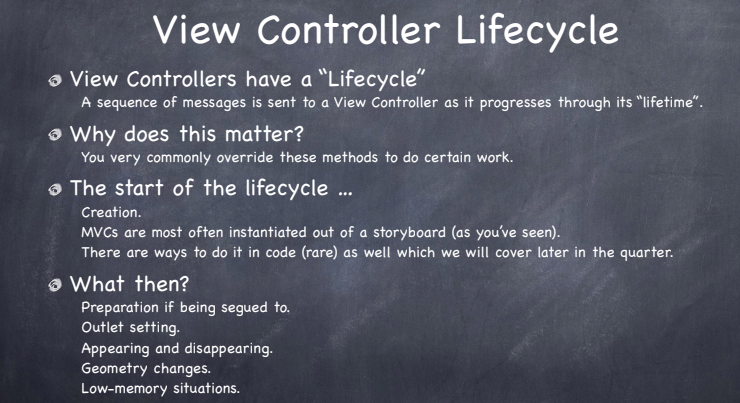 View Controller Lifecycle
View Controllers have a “Lifecycle”
A sequence of messages is sent to a View Controller as it progresses through its “lifetime”.
Why does this matter?
You very commonly override these methods to do certain work.
The start of the lifecycle ...
Creation.
MVCs are most often instantiated out of a storyboard (as you’ve seen).
There are ways to do it in code (rare) as well which we will cover later in the quarter.
What then?
Preparation if being segued to.
Outlet setting.
Appearing and disappearing.
Geometry changes.
Low-memory situations.